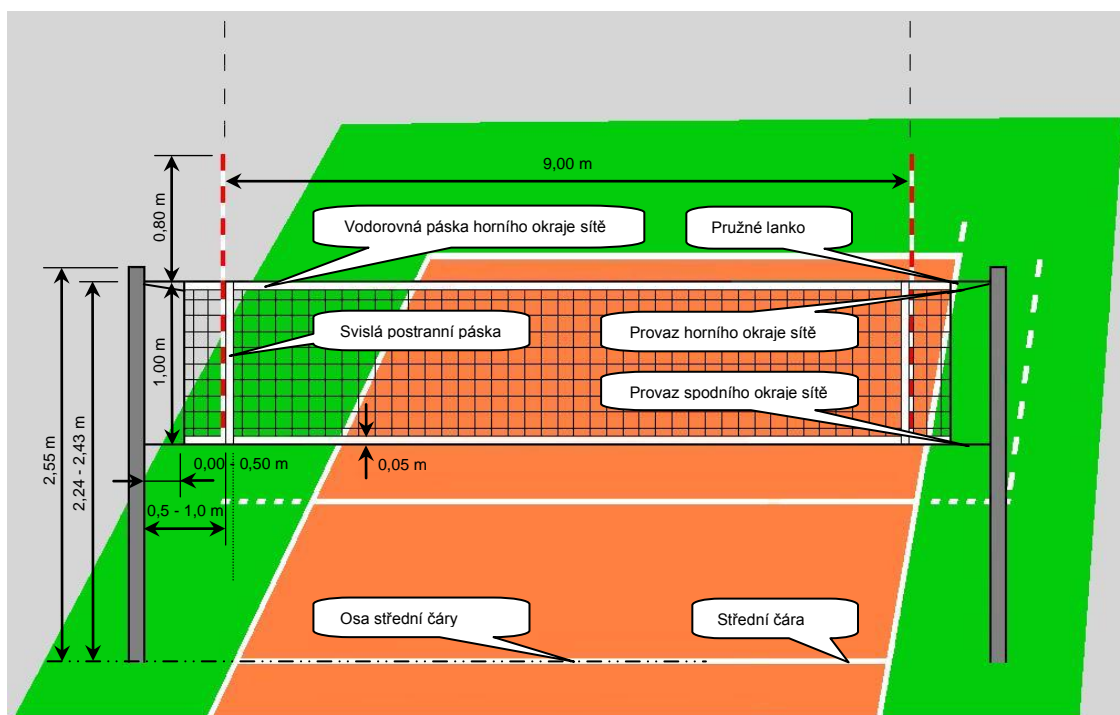 9,00 m
0,80 m
Vodorovná páska horního okraje sítě
Pružné lanko
Svislá postranní páska
Provaz horního okraje sítě
1,00 m
Provaz spodního okraje sítě
2,55 m
2,24 - 2,43 m
0,00 - 0,50 m
0,05 m
0,5 - 1,0 m
Osa střední čáry
Střední čára